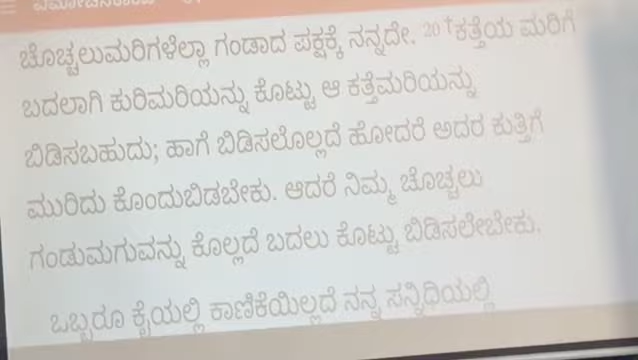 ಚೊಚ್ಚಲುಮರಿಗಳೆಲ್ಲಾ ಗಂಡಾದ ಪಕ್ಷಕ್ಕೆ ನನ್ನದೇ. 20 †ಕತ್ತೆಯ ಮರಿಗೆ
ಬದಲಾಗಿ ಕುರಿಮರಿಯನ್ನು ಕೊಟ್ಟು ಆ ಕತ್ತೆಮರಿಯನ್ನು
ಬಿಡಿಸಬಹುದು; ಹಾಗೆ ಬಿಡಿಸಲೊಲ್ಲದೆ ಹೋದರೆ ಅದರ ಕುತ್ತಿಗೆ
ಮುರಿದು ಕೊಂದುಬಿಡಬೇಕು. ಆದರೆ ನಿಮ್ಮ ಚೊಚ್ಚಲು
ಗಂಡುಮಗುವನ್ನು ಕೊಲ್ಲದೆ ಬದಲು ಕೊಟ್ಟು ಬಿಡಿಸಲೇಬೇಕು.
ಒಬ್ಬರೂ ಕೈಯಲ್ಲಿ ಕಾಣಿಕೆಯಿಲ್ಲದೆ ನನ್ನ ಸನ್ನಿಧಿಯಲ್ಲಿ